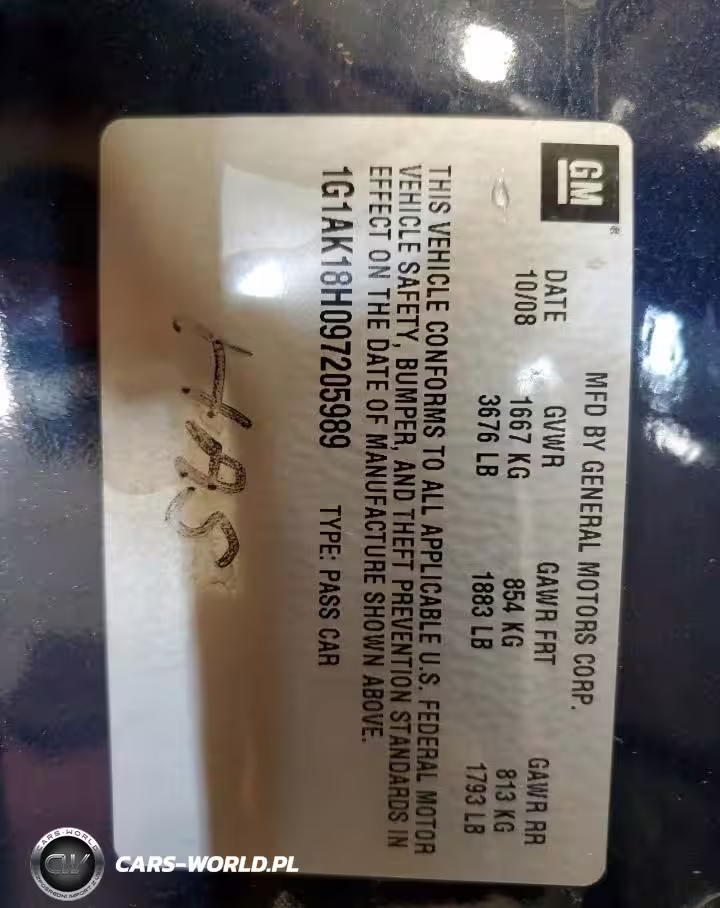 GM
MFD BY GENERAL MOTORS CORP.
DATE GVWR GAWR FRT GAWR RR
10/08 1667 KG 854 KG 813 KG
3676 LB 1883 LB 1793 LB
THIS VEHICLE CONFORMS TO ALL APPLICABLE U.S. FEDERAL MOTOR
VEHICLE SAFETY, BUMPER, AND THEFT PREVENTION STANDARDS IN
EFFECT ON THE DATE OF MANUFACTURE SHOWN ABOVE.
1G1AK18H097205989 TYPE: PASS CAR
CARS-WORLD
CW
CARS-WORLD.PL